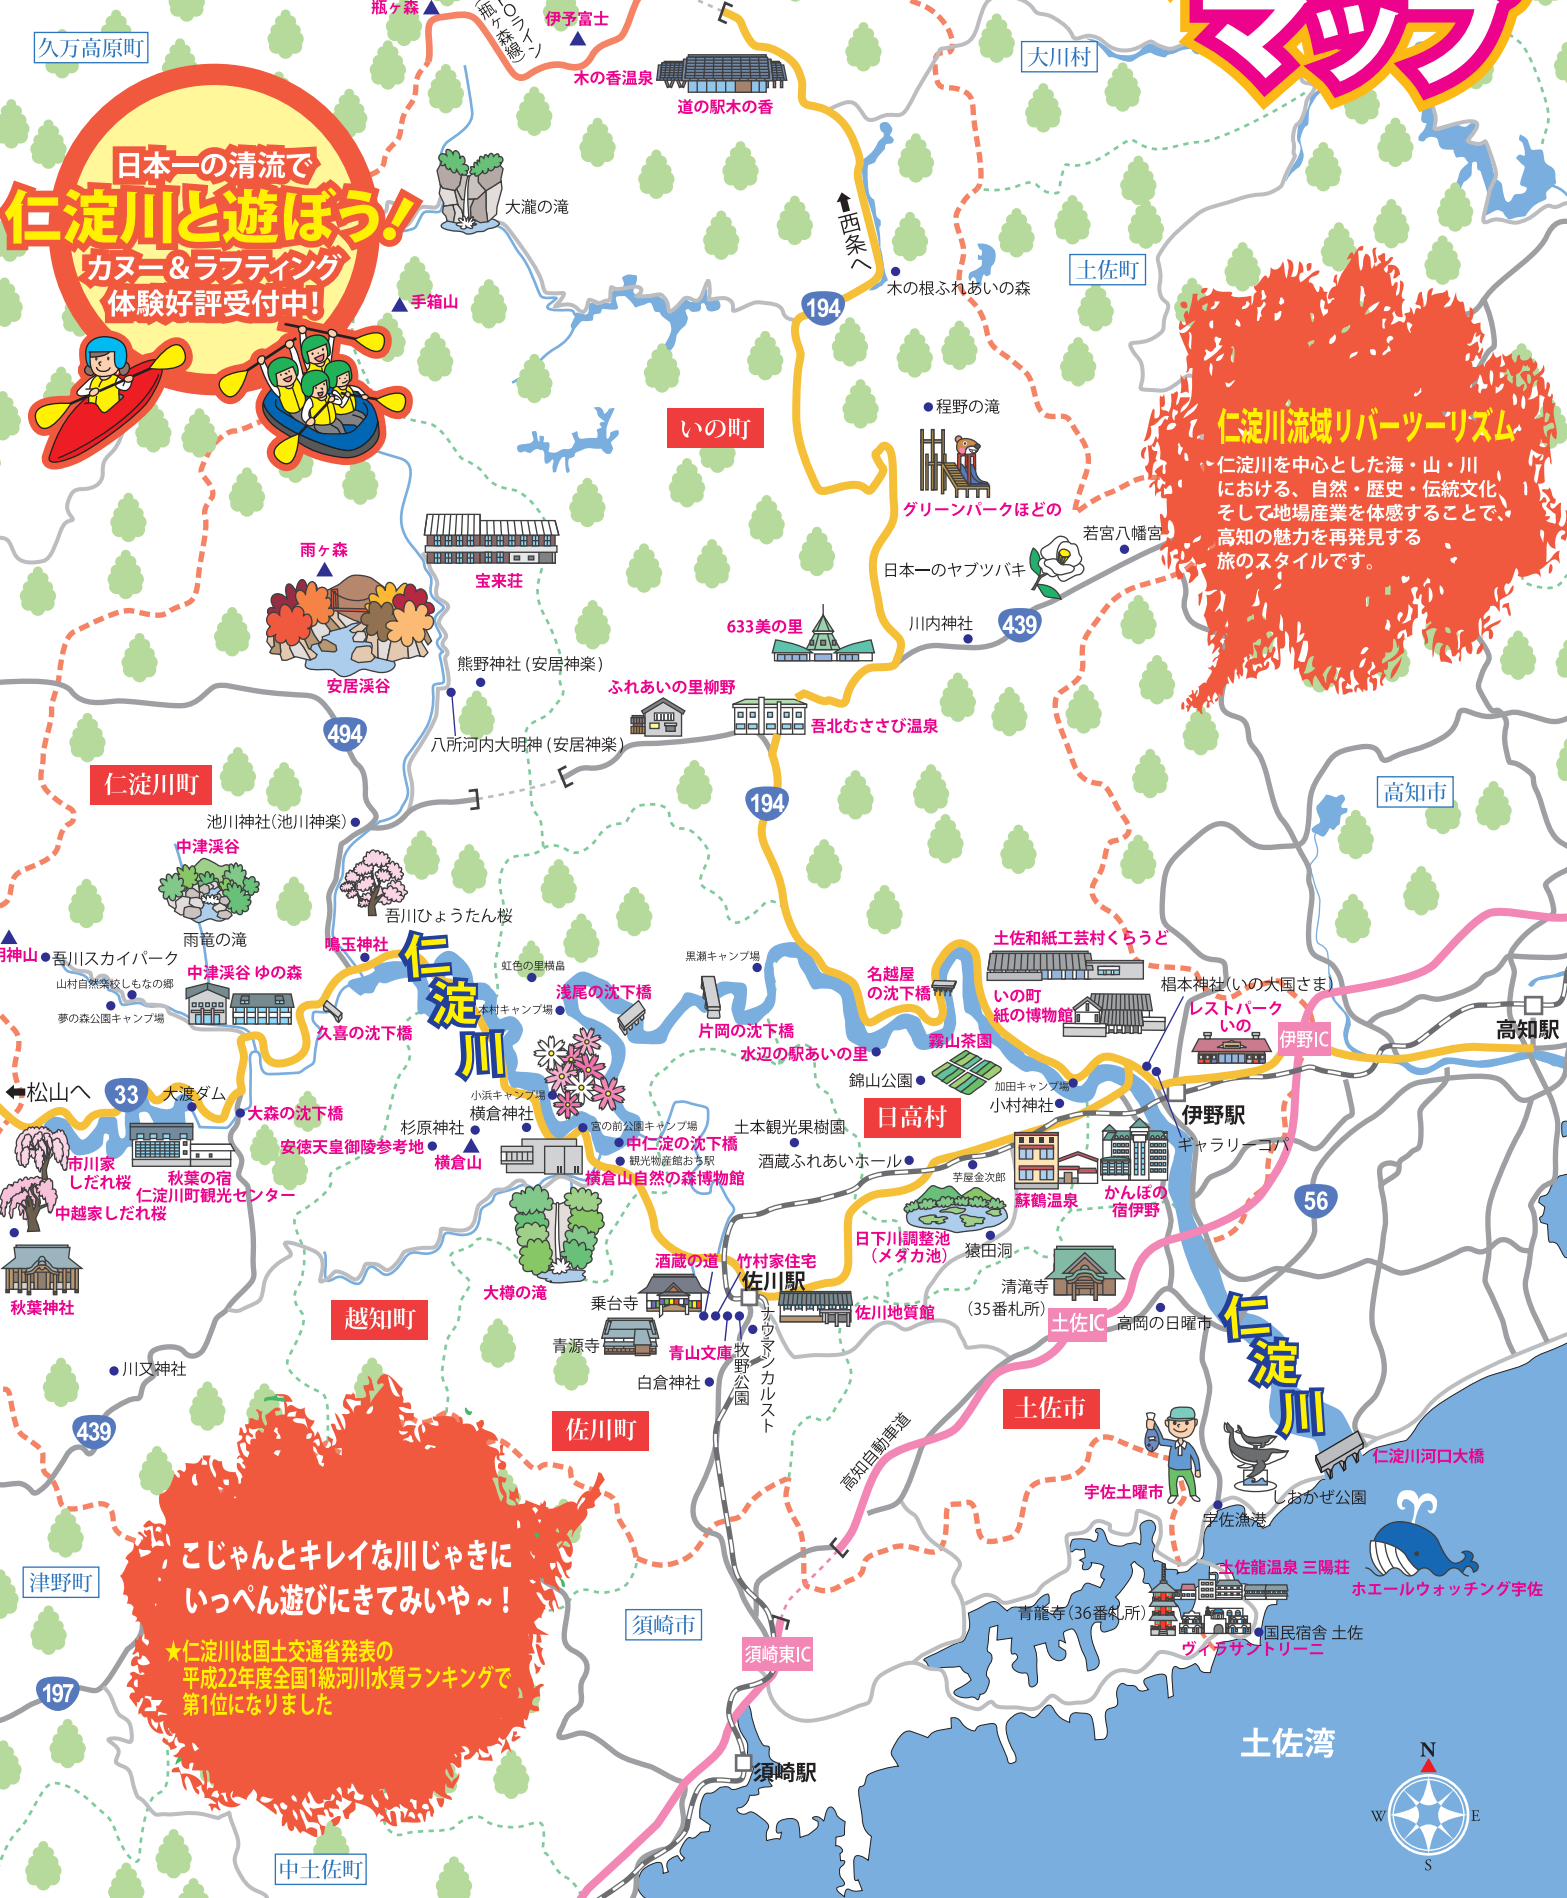 マップ
瓶ヶ森
伊予富士
久万高原町
大川村
木の香温泉
道の駅木の香
日本一の清流で
仁淀川と遊ぼう!
カヌー&ラフティング
体験好評受付中!
大瀧の滝
西条へ
土佐町
手箱山
木の根ふれあいの森
194
いの町
程野の滝
グリーンパークほどの
仁淀川流域リバーツーリズム
仁淀川を中心とした海・山・川
における、自然・歴史・伝統文化
そして地場産業を体感することで、
高知の魅力を再発見する
旅のスタイルです。
若宮八幡宮
日本一のヤブツバキ
雨ヶ森
宝来荘
633美の里
川内神社
439
安居渓谷
熊野神社(安居神楽)
ふれあいの里柳野
494
八所河内大明神(安居神楽)
吾北むささび温泉
仁淀川町
高知市
194
池川神社(池川神楽)
中津渓谷
吾川ひょうたん桜
雨竜の滝
鳴玉神社
仁淀川
明神山
吾川スカイパーク
山村自然楽校しもなの郷
夢の森公園キャンプ場
中津渓谷 ゆの森
久喜の沈下橋
虹色の里横畠
本村キャンプ場
浅尾の沈下橋
黒瀬キャンプ場
片岡の沈下橋
名越屋
の沈下橋
土佐和紙工芸村くらうど
いの町
紙の博物館
椙本神社(いの大国さま)
レストパーク
いの
伊野IC
高知駅
水辺の駅あいの里
霧山茶園
錦山公園
加田キャンプ場
小村神社
日高村
伊野駅
ギャラリーコパ
松山へ
33
大渡ダム
大森の沈下橋
小浜キャンプ場
横倉神社
杉原神社
安徳天皇御陵参考地
横倉山
宮の前公園キャンプ場
中仁淀の沈下橋
観光物産館おち駅
横倉山自然の森博物館
土本観光果樹園
酒蔵ふれあいホール
芋屋金次郎
蘇鶴温泉
かんぽの
宿伊野
56
市川家
しだれ桜
秋葉の宿
仁淀川町観光センター
中越家しだれ桜
秋葉神社
日下川調整池
(メダカ池)
猿田洞
清滝寺
(35番札所)
土佐IC
高岡の日曜市
仁淀川
大樽の滝
越知町
酒蔵の道
竹村家住宅
佐川駅
乗台寺
佐川地質館
青源寺
青山文庫
牧野公園
ナウマンカルスト
白倉神社
川又神社
439
佐川町
土佐市
高知自動車道
仁淀川河口大橋
宇佐土曜市
しおかぜ公園
宇佐漁港
こじゃんとキレイな川じゃきに
いっぺん遊びにきてみいや～!
★仁淀川は国土交通省発表の
平成22年度全国1級河川水質ランキングで
第1位になりました
津野町
須崎市
土佐龍温泉 三陽荘
ホエールウォッチング宇佐
青龍寺(36番札所)
国民宿舎 土佐
ヴィラサントリーニ
須崎東IC
197
土佐湾
須崎駅
中土佐町
N
W
E
S